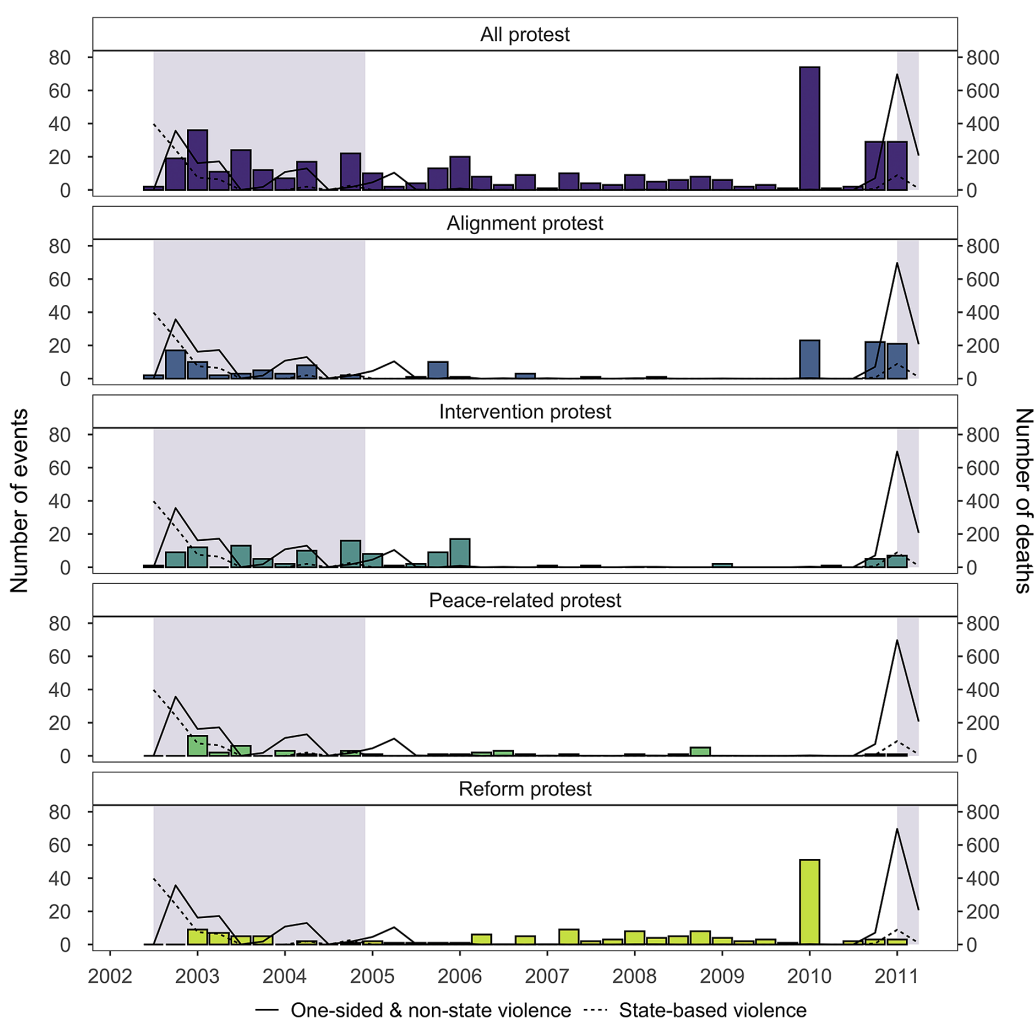 All protest
80 800
60 600
40 400
20 200
0 0
Alignment protest
80 800
60 600
40 400
20 200
0 0
Intervention protest
80 800
60 600
40 400
20 200
0 0
Peace-related protest
80 800
60 600
40 400
20 200
0 0
Reform protest
80 800
60 600
40 400
20 200
0 0
Number of events
Number of deaths
2002 2003 2004 2005 2006 2007 2008 2009 2010 2011
One-sided & non-state violence State-based violence